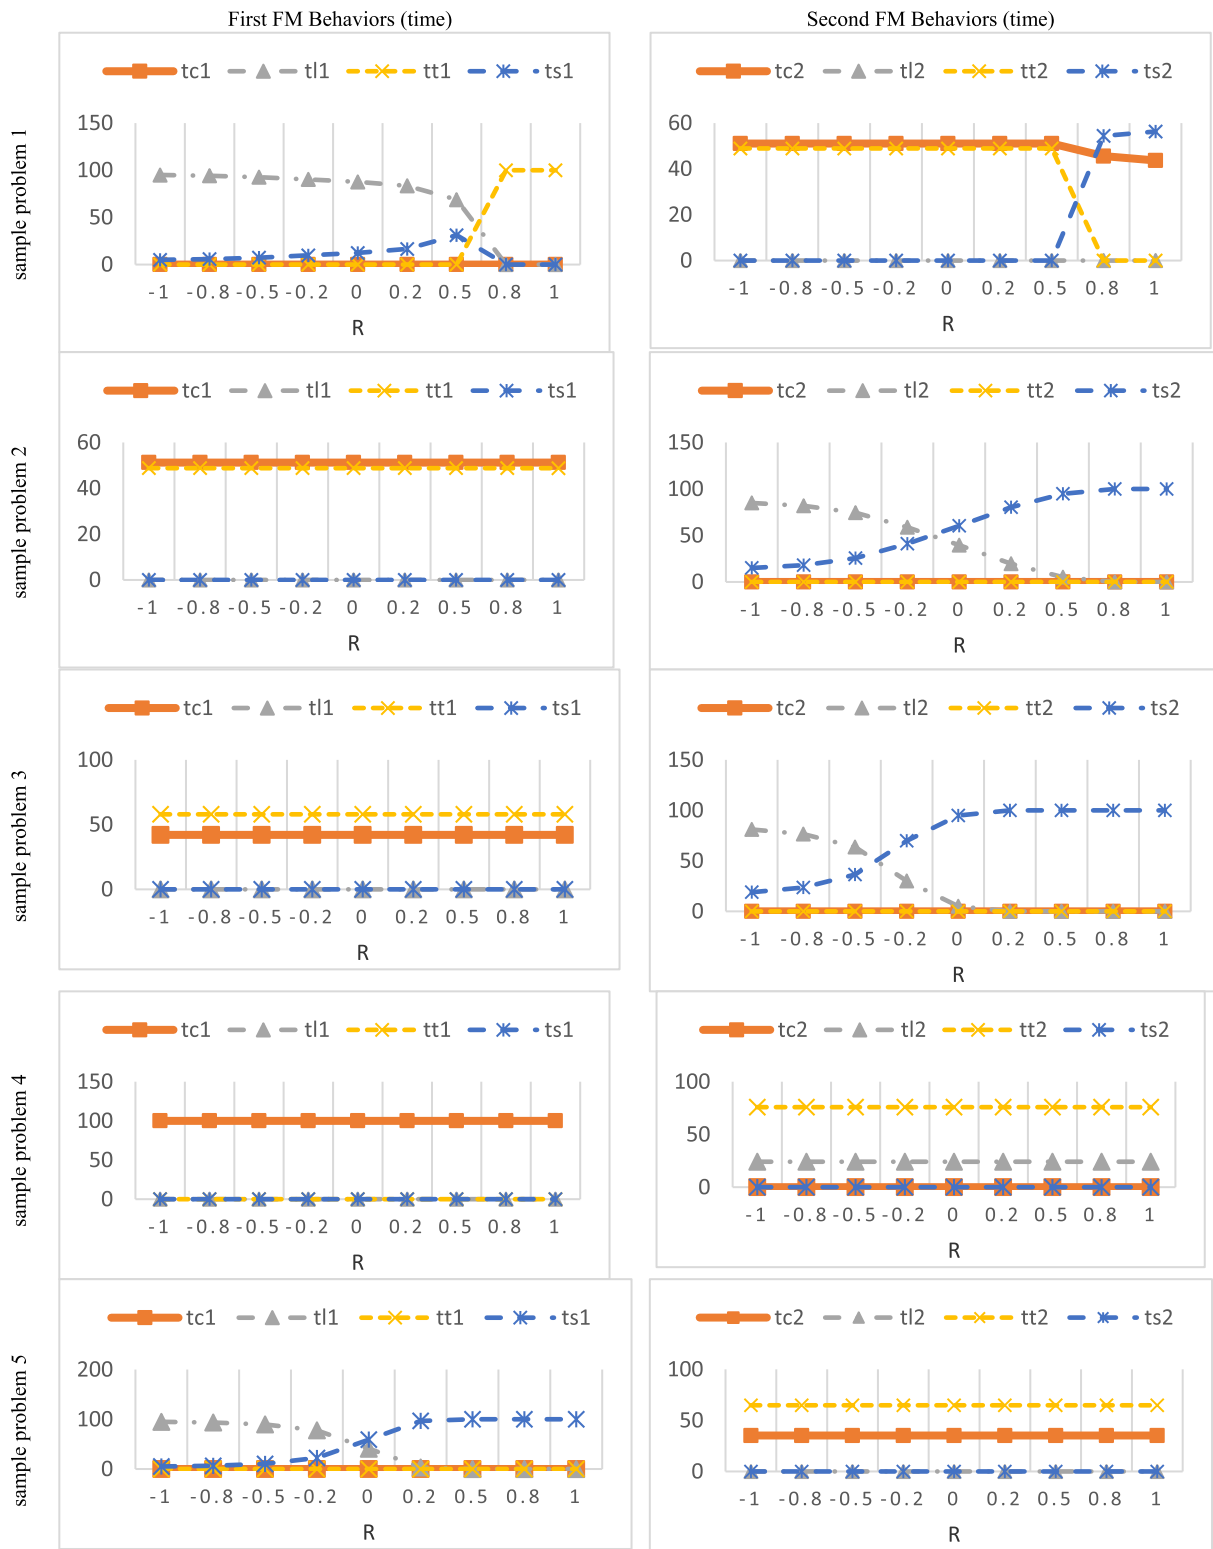 First FM Behaviors (time)
Second FM Behaviors (time)
sample problem 1
tc1 tl1 tt1 ts1
150
100
50
0
-1 -0.8 -0.5 -0.2 0 0.2 0.5 0.8 1
R
tc2 tl2 tt2 ts2
60
40
20
0
-1 -0.8 -0.5 -0.2 0 0.2 0.5 0.8 1
R
sample problem 2
tc1 tl1 tt1 ts1
60
40
20
0
-1 -0.8 -0.5 -0.2 0 0.2 0.5 0.8 1
R
tc2 tl2 tt2 ts2
150
100
50
0
-1 -0.8 -0.5 -0.2 0 0.2 0.5 0.8 1
R
sample problem 3
tc1 tl1 tt1 ts1
100
50
0
-1 -0.8 -0.5 -0.2 0 0.2 0.5 0.8 1
R
tc2 tl2 tt2 ts2
150
100
50
0
-1 -0.8 -0.5 -0.2 0 0.2 0.5 0.8 1
R
sample problem 4
tc1 tl1 tt1 ts1
150
100
50
0
-1 -0.8 -0.5 -0.2 0 0.2 0.5 0.8 1
R
tc2 tl2 tt2 ts2
100
50
0
-1 -0.8 -0.5 -0.2 0 0.2 0.5 0.8 1
R
sample problem 5
tc1 tl1 tt1 ts1
200
100
0
-1 -0.8 -0.5 -0.2 0 0.2 0.5 0.8 1
R
tc2 tl2 tt2 ts2
100
50
0
-1 -0.8 -0.5 -0.2 0 0.2 0.5 0.8 1
R